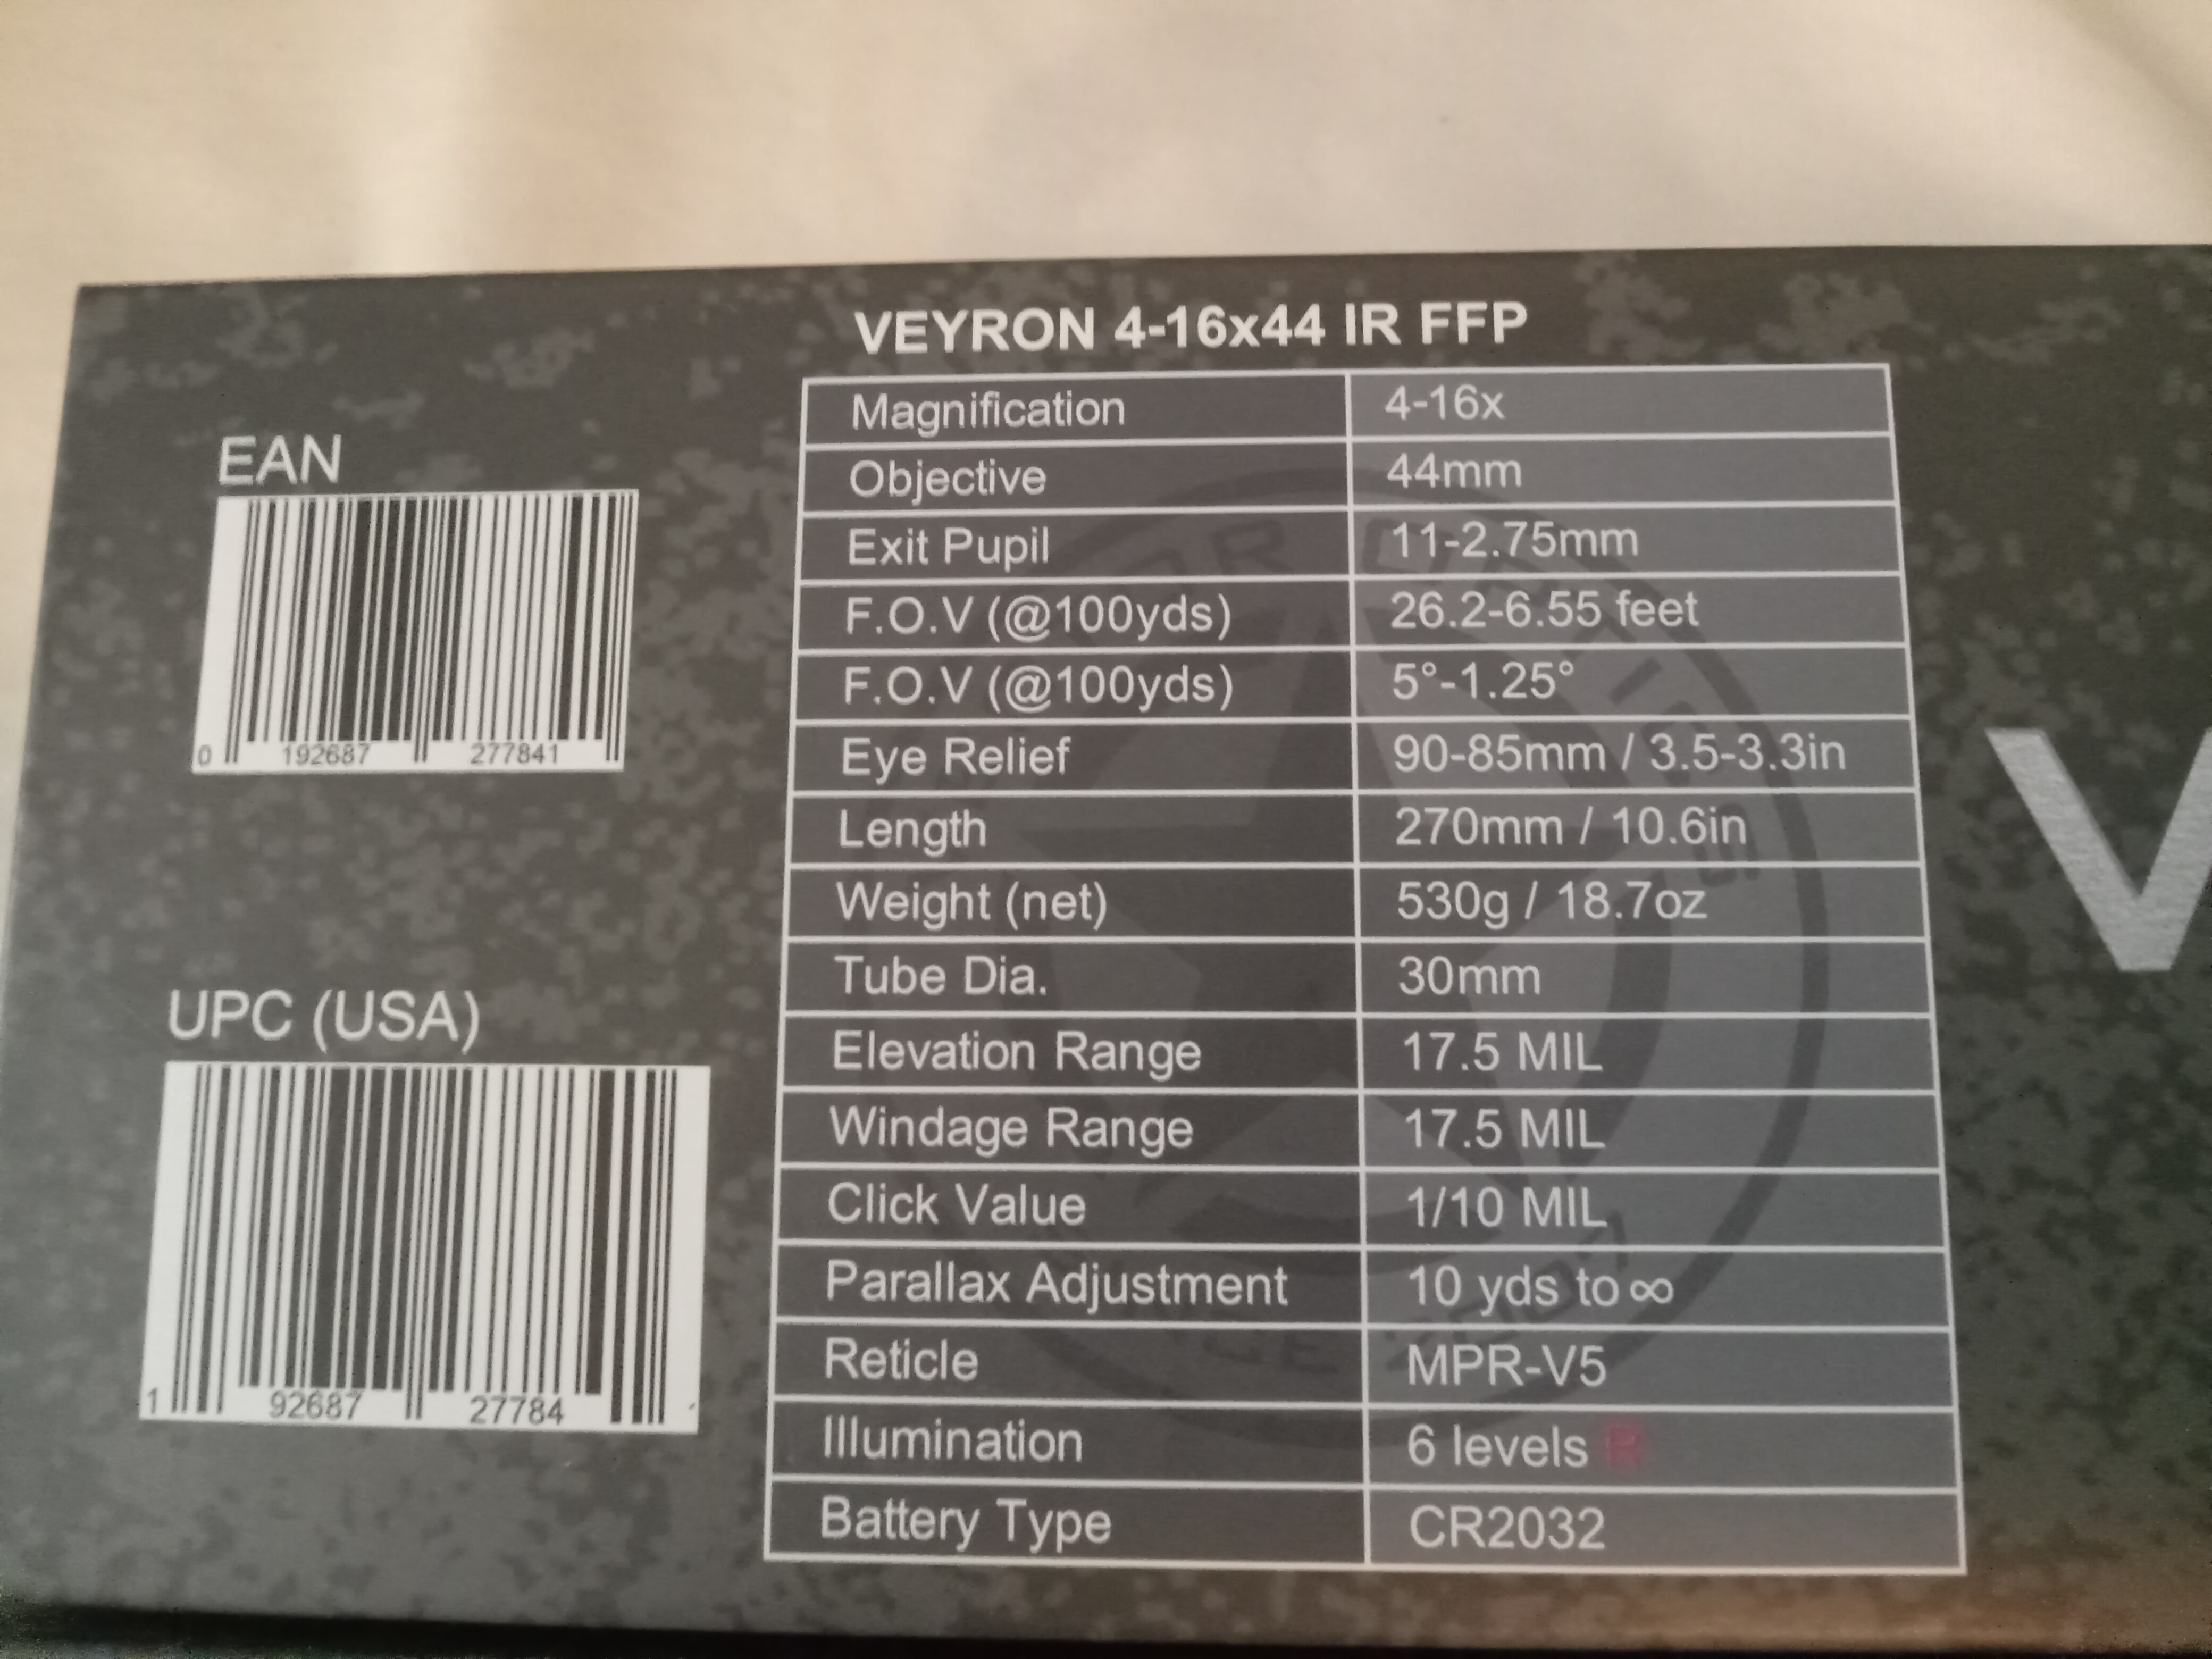 VEYRON 4-16x44 IR FFP
EAN
0 192687 277841
UPC (USA)
1 92687 27784
Magnification 4-16x
Objective 44mm
Exit Pupil 11-2.75mm
F.O.V (@100yds) 26.2-6.55 feet
F.O.V (@100yds) 5°-1.25°
Eye Relief 90-85mm / 3.5-3.3in
Length 270mm / 10.6in
Weight (net) 530g / 18.7oz
Tube Dia. 30mm
Elevation Range 17.5 MIL
Windage Range 17.5 MIL
Click Value 1/10 MIL
Parallax Adjustment 10 yds to ∞
Reticle MPR-V5
Illumination 6 levels R
Battery Type CR2032
V